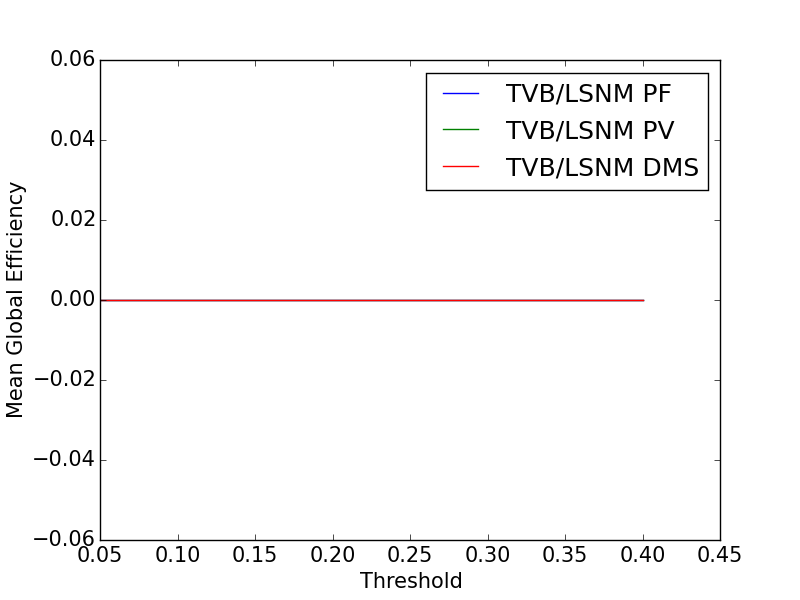 0.06
0.04
0.02
0.00
−0.02
−0.04
−0.06
Mean Global Efficiency
TVB/LSNM PF
TVB/LSNM PV
TVB/LSNM DMS
0.05 0.10 0.15 0.20 0.25 0.30 0.35 0.40 0.45
Threshold